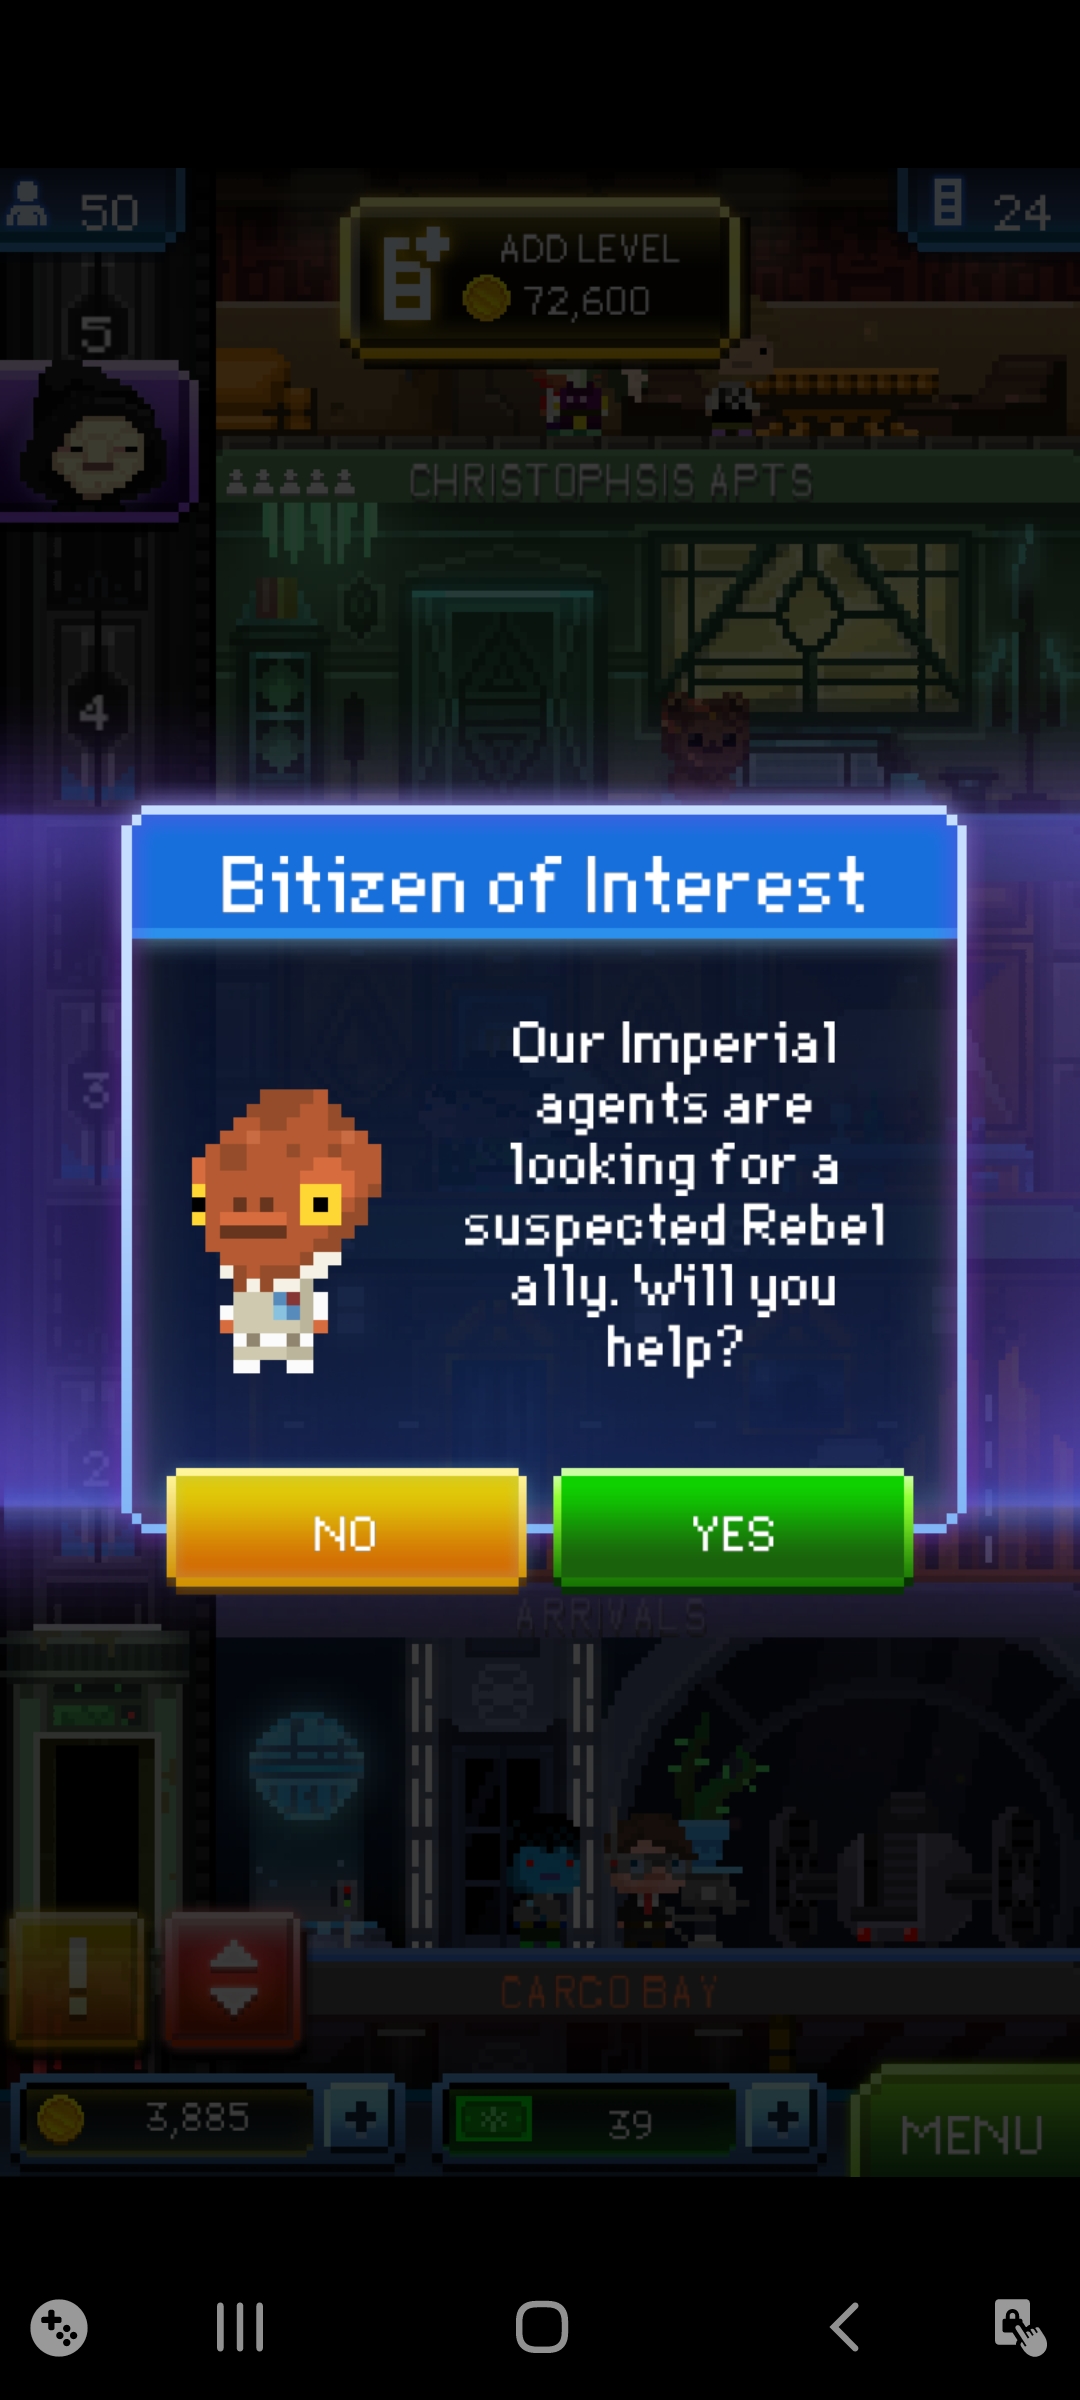 50
24
ADD LEVEL
72,600
5
CHRISTOPHSIS APTS
4
Bitizen of Interest
Our Imperial
agents are
looking for a
suspected Rebel
ally. Will you
help?
3
2
NO
YES
ARRIVALS
!
CARGO BAY
3,885
39
MENU